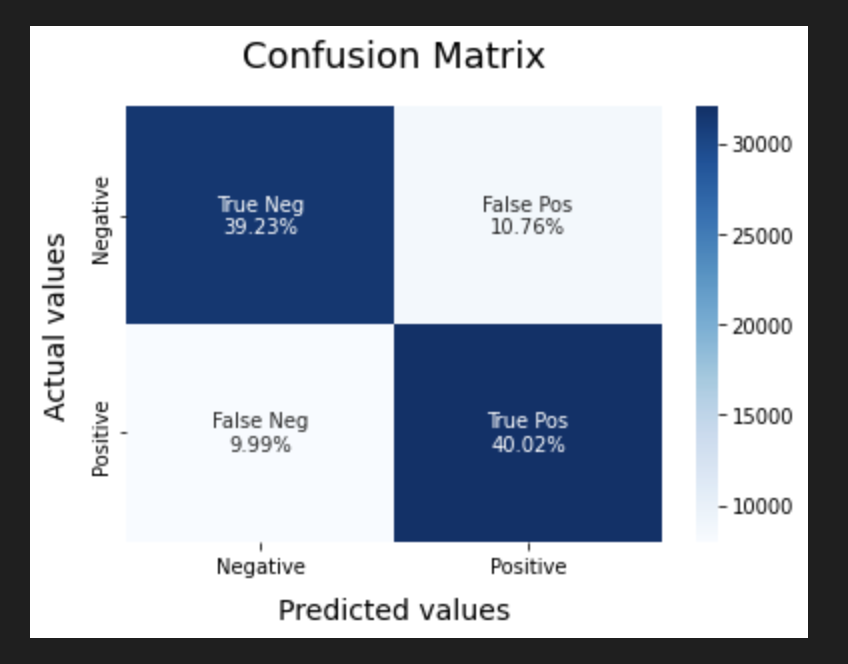 Confusion Matrix
Actual values
Negative
Positive
True Neg
39.23%
False Pos
10.76%
False Neg
9.99%
True Pos
40.02%
Negative
Positive
Predicted values
30000
25000
20000
15000
10000